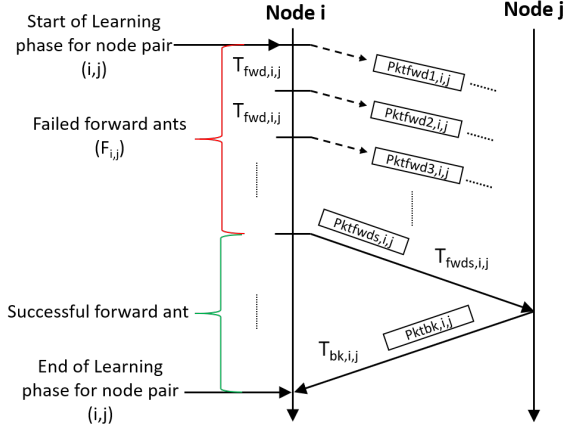 Node i
Node j
Start of Learning
phase for node pair
(i,j)
Tfwd,i,j
Pktfwd1,i,j
Tfwd,i,j
Pktfwd2,i,j
Failed forward ants
(Fi,j)
Pktfwd3,i,j
Pktfwds,i,j
Tfwds,i,j
Successful forward ant
Pktbk,i,j
Tbk,i,j
End of Learning
phase for node pair
(i,j)